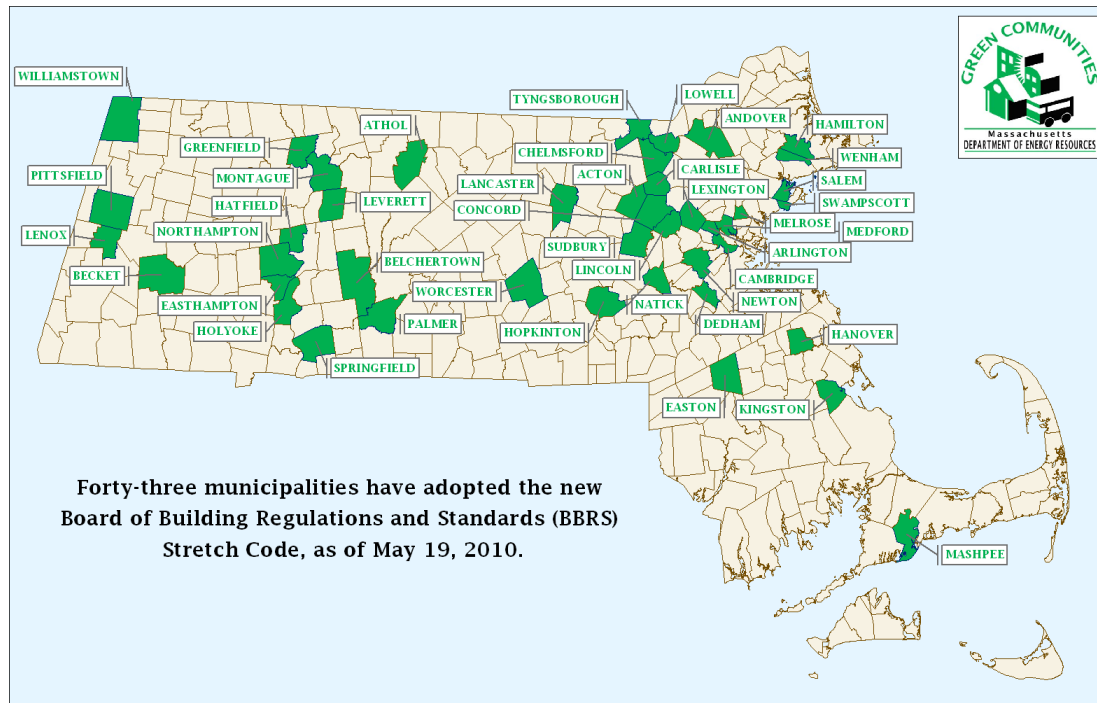 GREEN COMMUNITIES
Massachusetts
DEPARTMENT OF ENERGY RESOURCES
WILLIAMSTOWN
TYNGSBOROUGH
LOWELL
ANDOVER
HAMILTON
ATHOL
GREENFIELD
CHELMSFORD
WENHAM
CARLISLE
PITTSFIELD
MONTAGUE
ACTON
SALEM
LANCASTER
LEXINGTON
HATFIELD
LEVERETT
SWAMPSCOTT
CONCORD
MELROSE
LENOX
NORTHAMPTON
MEDFORD
SUDBURY
ARLINGTON
BECKET
BELCHERTOWN
LINCOLN
CAMBRIDGE
WORCESTER
EASTHAMPTON
NATICK
NEWTON
HOLYOKE
PALMER
HOPKINTON
DEDHAM
HANOVER
SPRINGFIELD
EASTON
KINGSTON
Forty-three municipalities have adopted the new
Board of Building Regulations and Standards (BBRS)
Stretch Code, as of May 19, 2010.
MASHPEE